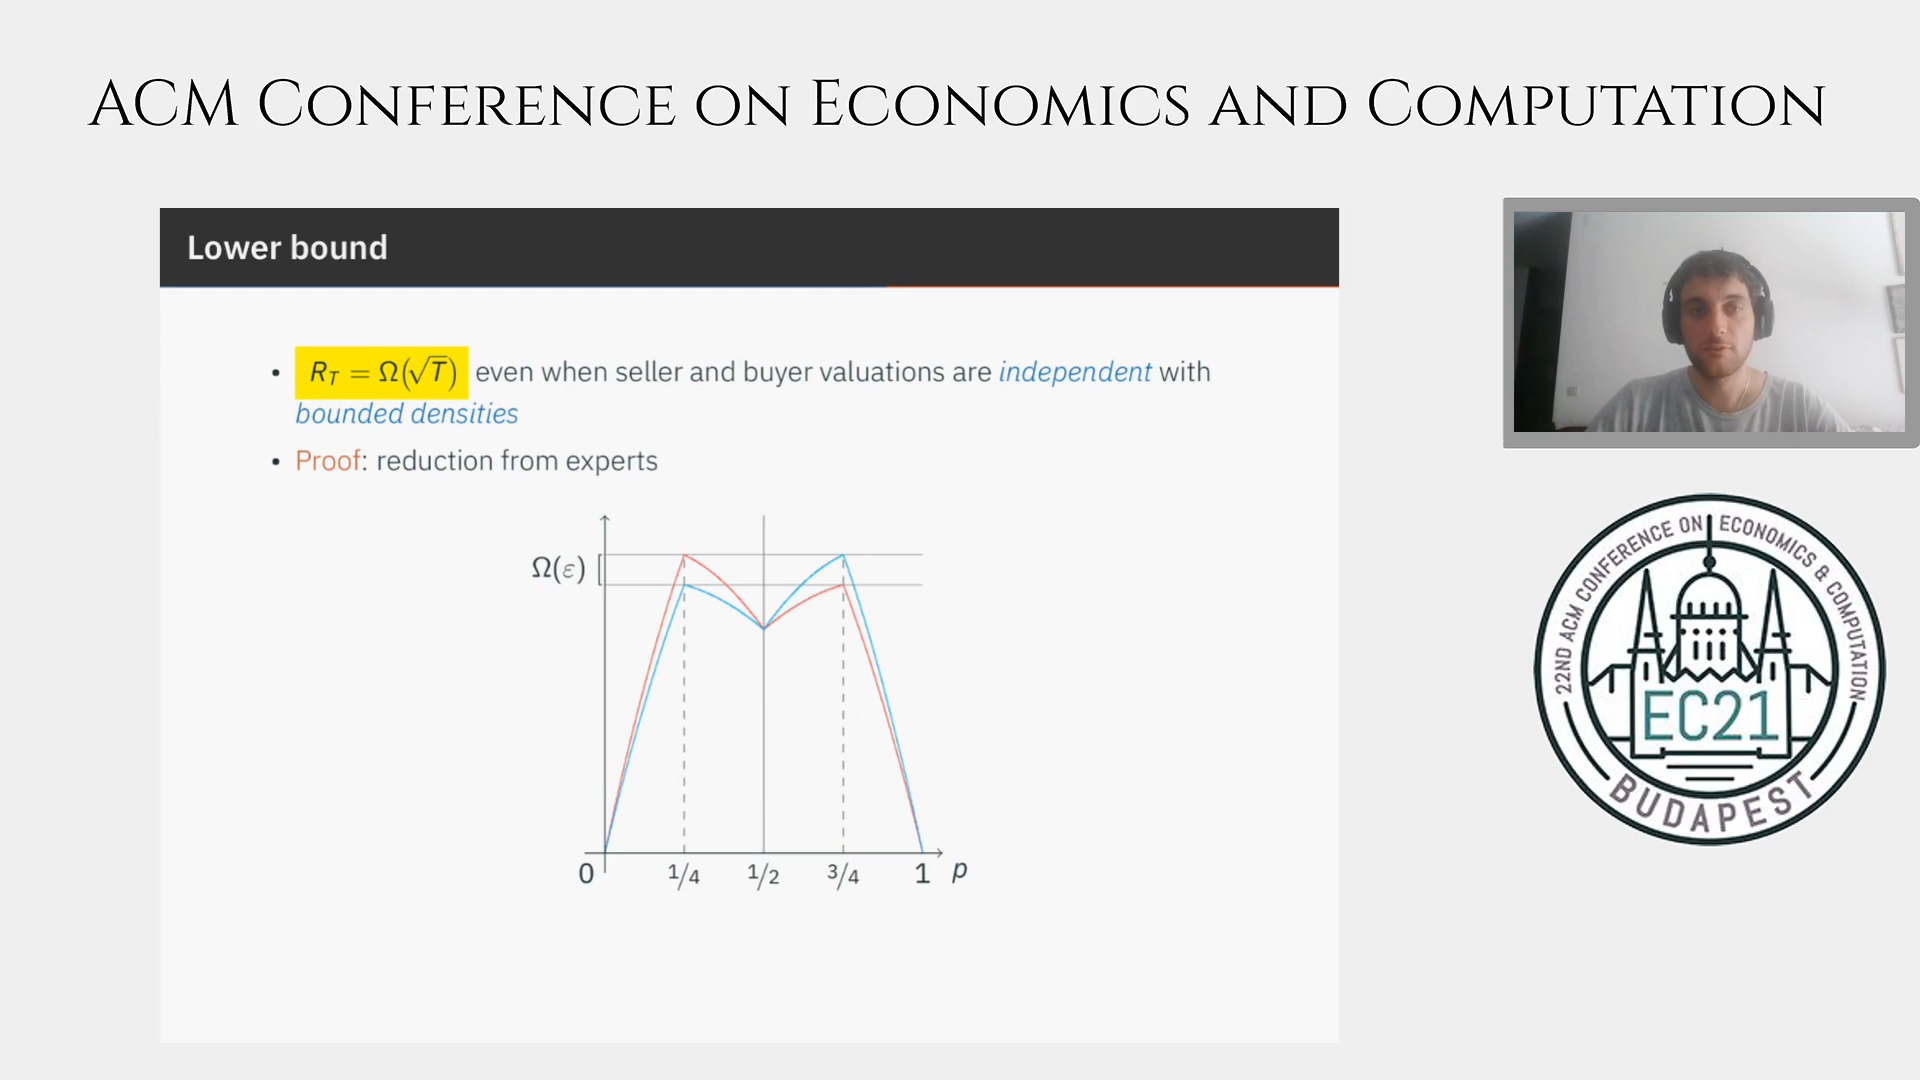 ACM Conference on Economics and Computation
Lower bound
• R_T = Ω(√T) even when seller and buyer valuations are independent with
bounded densities
• Proof: reduction from experts
Ω(ε)
0 1/4 1/2 3/4 1 p
22ND ACM CONFERENCE ON ECONOMICS & COMPUTATION
EC21
BUDAPEST